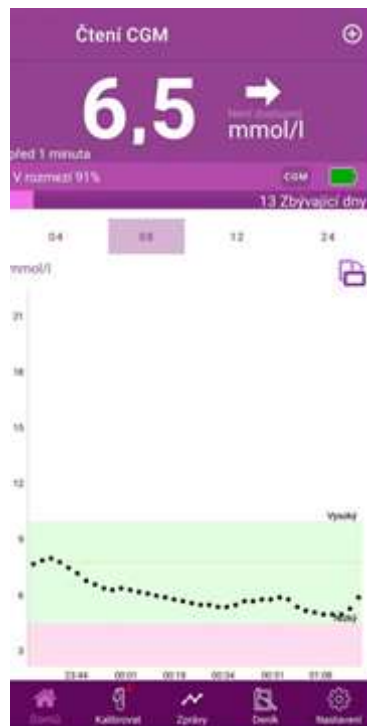 Čtení CGM
6,5
mmol/l
před 1 minuta
V rozmezí 91%
CGM
13 Zbývající dny
04 08 12 24
mmol/l
21
18
15
12
Vysoký
9
6
Nízký
3
23:44 00:01 00:18 00:34 00:51 01:08
Domů Kalibrovat Zprávy Deník Nastavení